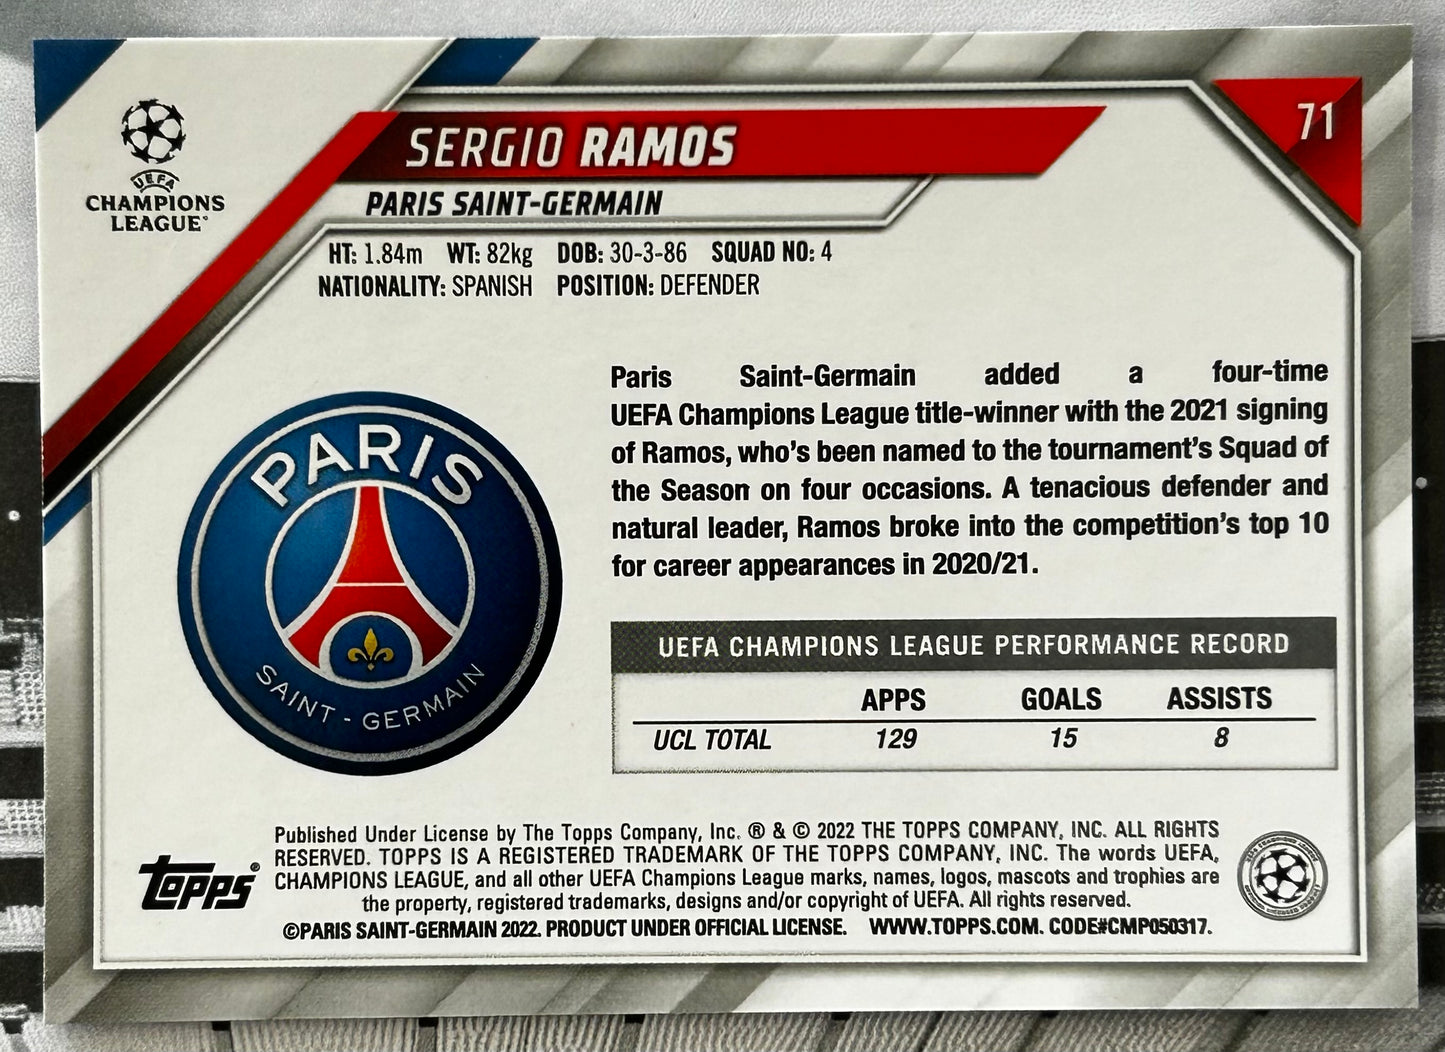 71
UEFA
CHAMPIONS
LEAGUE®
SERGIO RAMOS
PARIS SAINT-GERMAIN
HT: 1.84m WT: 82kg DOB: 30-3-86 SQUAD NO: 4
NATIONALITY: SPANISH POSITION: DEFENDER
PARIS
SAINT-GERMAIN
Paris Saint-Germain added a four-time
UEFA Champions League title-winner with the 2021 signing
of Ramos, who's been named to the tournament's Squad of
the Season on four occasions. A tenacious defender and
natural leader, Ramos broke into the competition's top 10
for career appearances in 2020/21.
UEFA CHAMPIONS LEAGUE PERFORMANCE RECORD
APPS GOALS ASSISTS
UCL TOTAL 129 15 8
Topps®
Published Under License by The Topps Company, Inc. ® & © 2022 THE TOPPS COMPANY, INC. ALL RIGHTS
RESERVED. TOPPS IS A REGISTERED TRADEMARK OF THE TOPPS COMPANY, INC. The words UEFA,
CHAMPIONS LEAGUE, and all other UEFA Champions League marks, names, logos, mascots and trophies are
the property, registered trademarks, designs and/or copyright of UEFA. All rights reserved.
©PARIS SAINT-GERMAIN 2022. PRODUCT UNDER OFFICIAL LICENSE. WWW.TOPPS.COM. CODE#CMP050317.